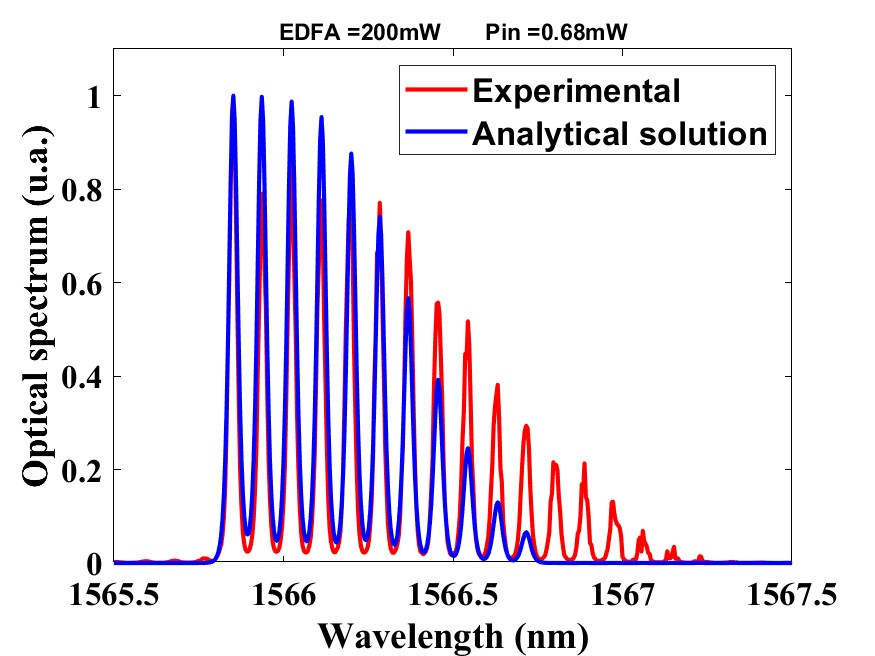 EDFA =200mW Pin =0.68mW
Experimental
Analytical solution
Optical spectrum (u.a.)
1
0.8
0.6
0.4
0.2
0
1565.5 1566 1566.5 1567 1567.5
Wavelength (nm)